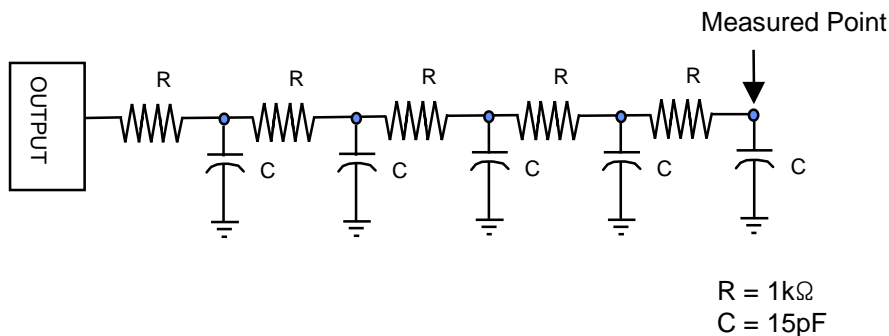 Measured Point
OUTPUT
R
R
R
R
R
C
C
C
C
C
R = 1kΩ
C = 15pF